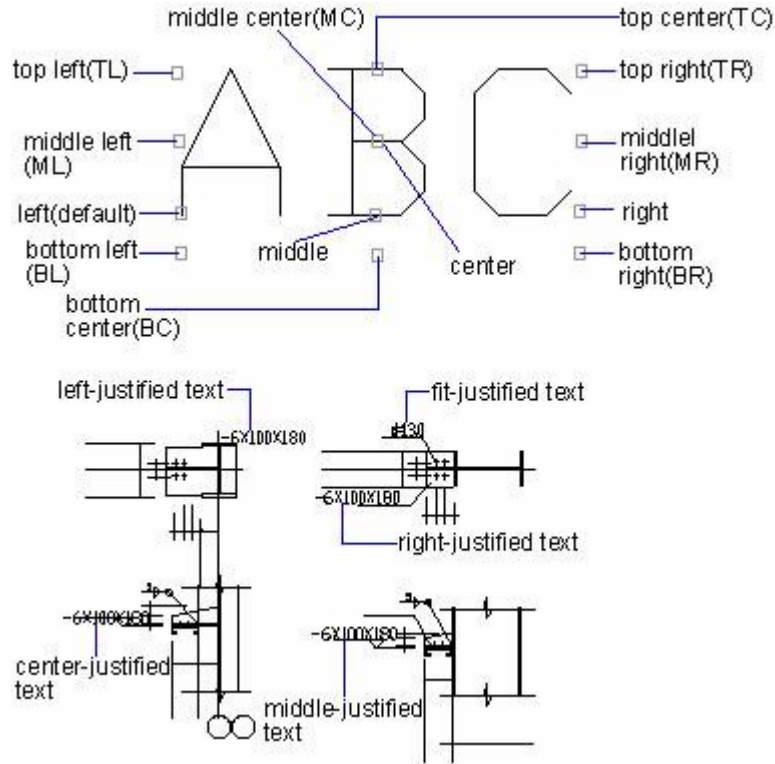 middle center(MC)
top center(TC)
top left(TL)
top right(TR)
A B C
middle left
(ML)
middlel
right(MR)
left(default)
right
bottom left
(BL)
middle
center
bottom
right(BR)
bottom
center(BC)
left-justified text
fit-justified text
-6X100X180
-6X100X180
right-justified text
-6X100X180
-6X100X180
center-justified
text
middle-justified
text